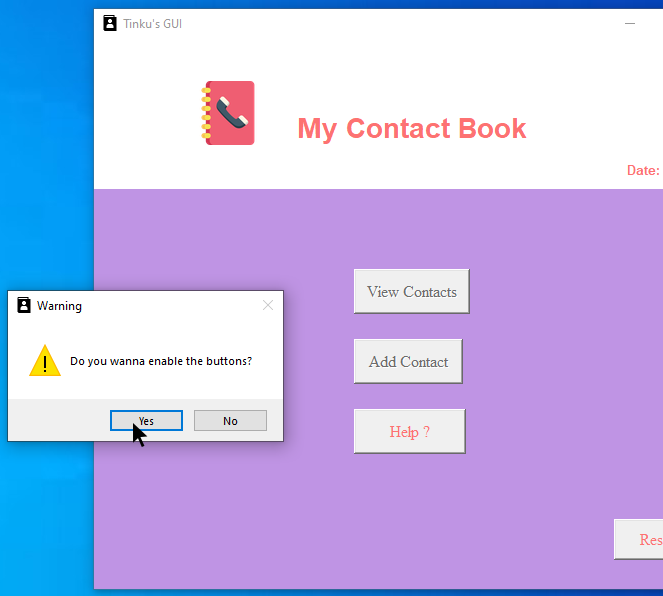 Tinku's GUI
My Contact Book
Date:
View Contacts
Warning
Do you wanna enable the buttons?
Add Contact
Yes
No
Help ?
Res